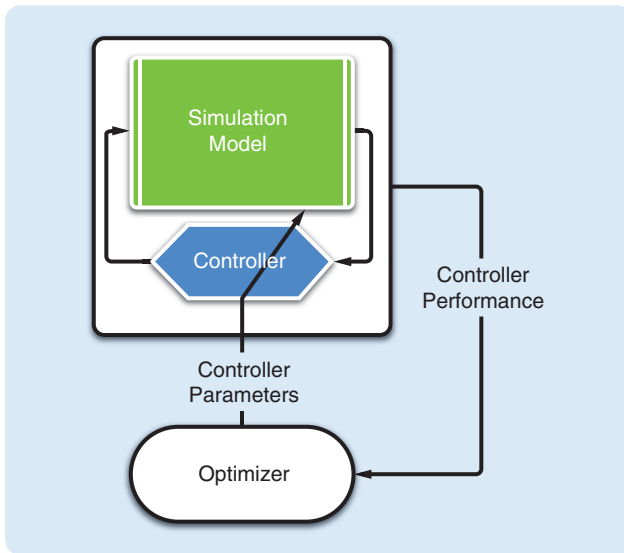 Simulation
Model
Controller
Controller
Performance
Controller
Parameters
Optimizer